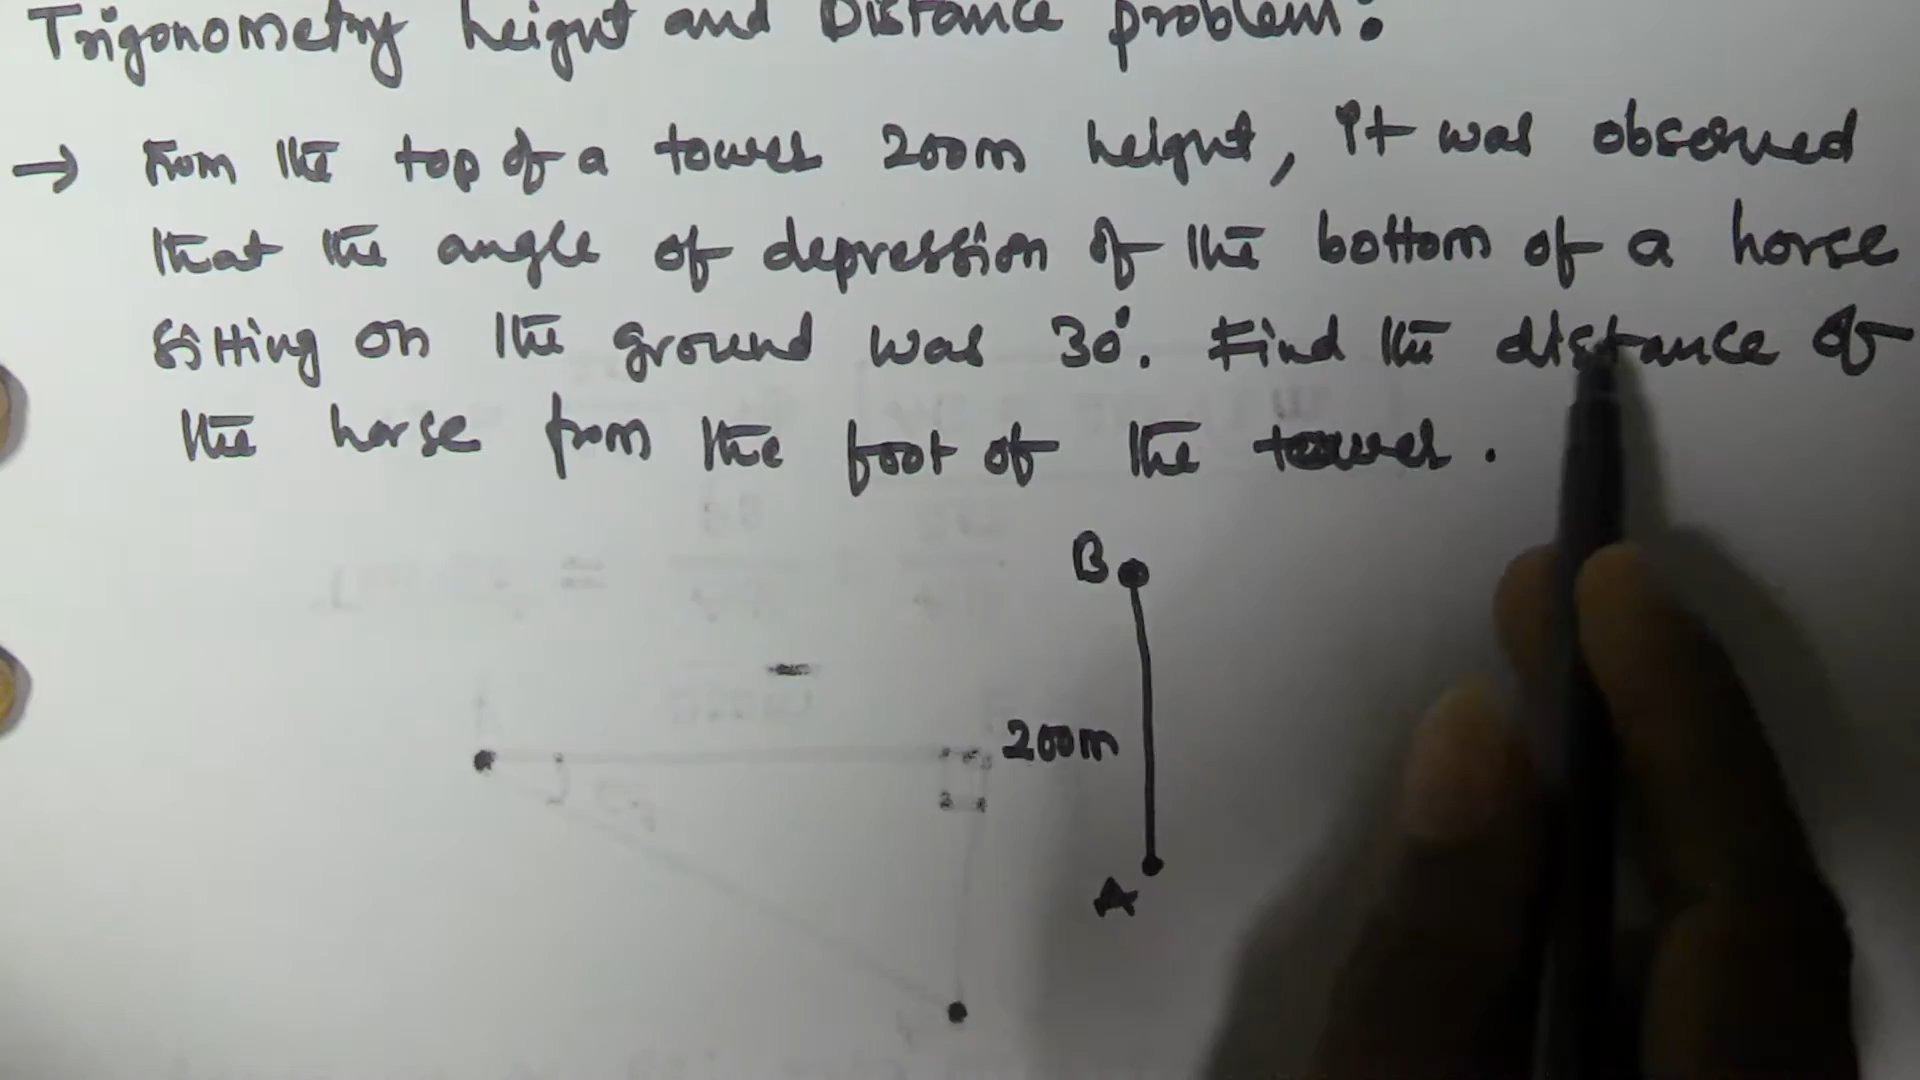 Trigonometry height and Distance problem:
→ From the top of a tower 200m height, it was observed
that the angle of depression of the bottom of a horse
sitting on the ground was 30°. Find the distance of
the horse from the foot of the tower.
B
200m
A